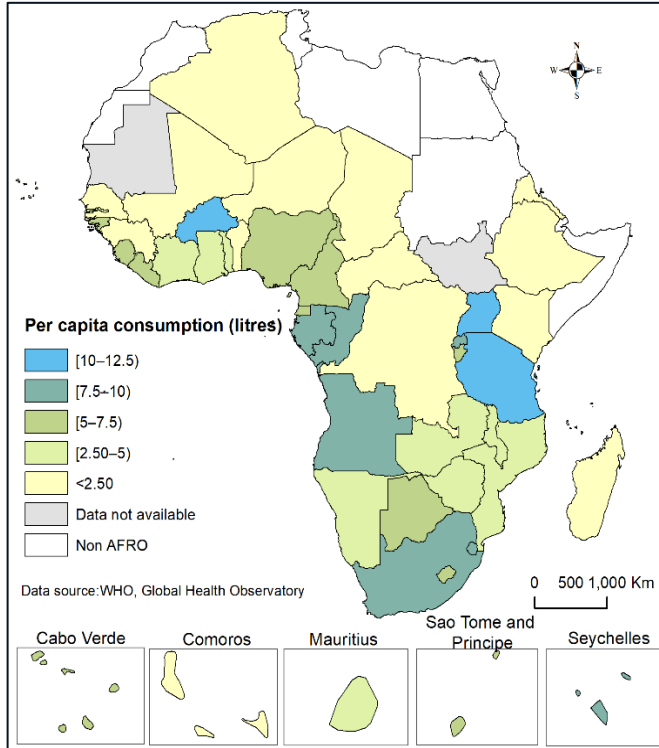 N
W E
S
Per capita consumption (litres)
[10–12.5)
[7.5–10)
[5–7.5)
[2.50–5)
<2.50
Data not available
Non AFRO
Data source:WHO, Global Health Observatory
0 500 1,000 Km
Cabo Verde
Comoros
Mauritius
Sao Tome and
Principe
Seychelles